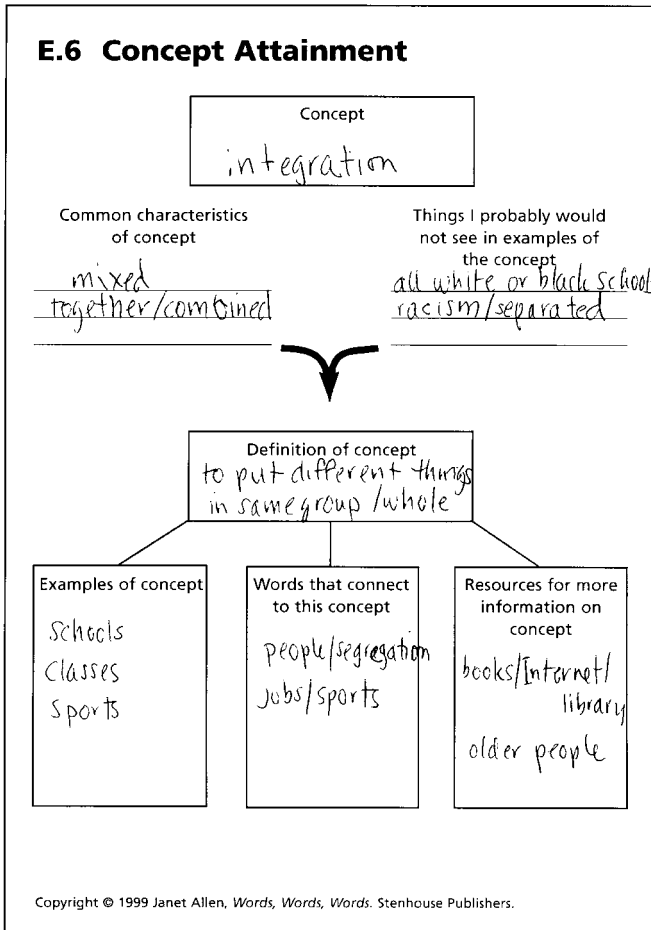 E.6 Concept Attainment
Concept
integration
Common characteristics
of concept
mixed
together/combined
Things I probably would
not see in examples of
the concept
all white or black school
racism/separated
Definition of concept
to put different things
in same group/whole
Examples of concept
Schools
Classes
Sports
Words that connect
to this concept
people/segregation
Jobs/sports
Resources for more
information on
concept
books/Internet/
library
older people
Copyright © 1999 Janet Allen, Words, Words, Words. Stenhouse Publishers.